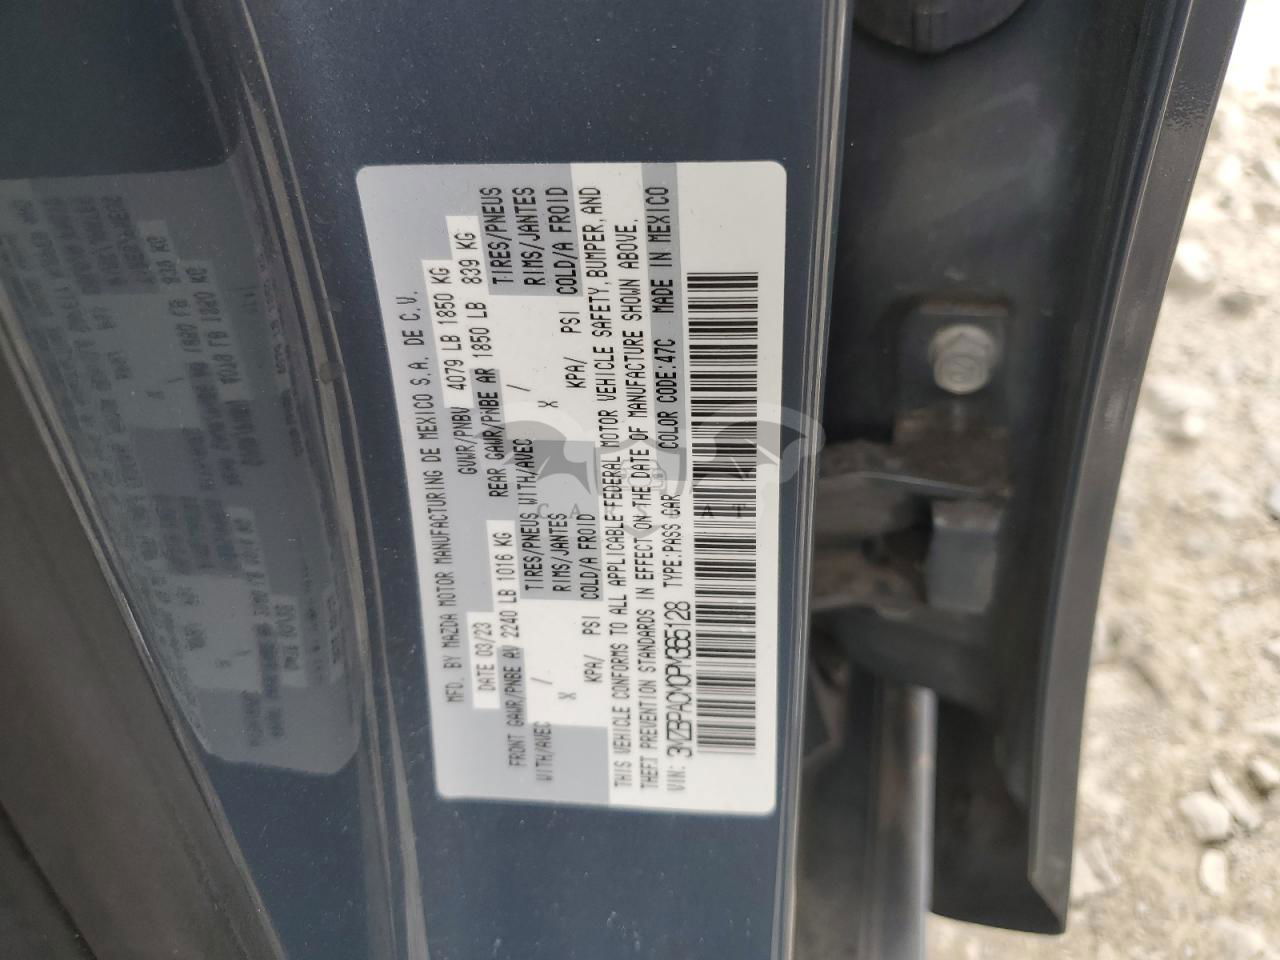 MFD. BY MAZDA MOTOR MANUFACTURING DE MEXICO S.A. DE C.V.
DATE 03/23 GVWR/PNBV 4079 LB 1850 KG
FRONT GAWR/PNBE AV 2240 LB 1016 KG REAR GAWR/PNBE AR 1850 LB 839 KG
WITH/AVEC / TIRES/PNEUS WITH/AVEC / TIRES/PNEUS
X RIMS/JANTES X RIMS/JANTES
KPA/ PSI COLD/A FROID KPA/ PSI COLD/A FROID
THIS VEHICLE CONFORMS TO ALL APPLICABLE FEDERAL MOTOR VEHICLE SAFETY, BUMPER, AND
THEFT PREVENTION STANDARDS IN EFFECT ON THE DATE OF MANUFACTURE SHOWN ABOVE.
VIN: 3MZBPACM0PM365128 TYPE:PASS CAR COLOR CODE:47C MADE IN MEXICO